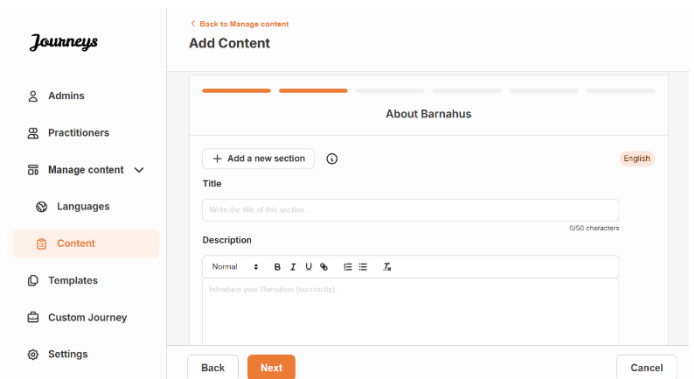 Journeys
Admins
Practitioners
Manage content
Languages
Content
Templates
Custom Journey
Settings
Back to Manage content
Add Content
About Barnahus
+ Add a new section
English
Title
Write the title of this section...
0/50 characters
Description
Normal B I U
Introduce your Barnahus (succinctly)...
Back Next Cancel